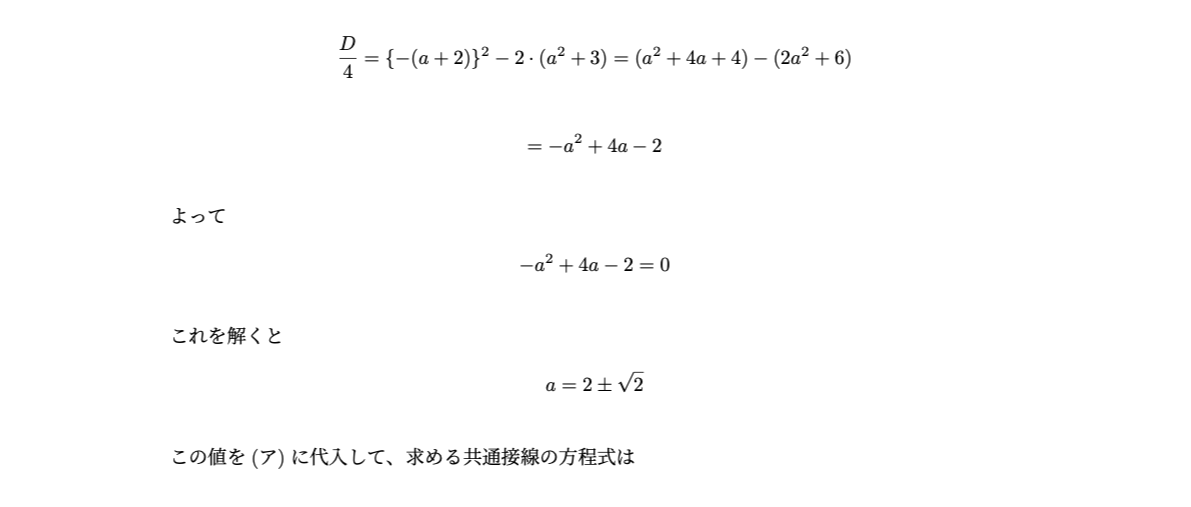 $\frac{D}{4} = \{-(a+2)\}^2 - 2 \cdot (a^2+3) = (a^2+4a+4) - (2a^2+6)$
$= -a^2+4a-2$
よって
$-a^2+4a-2=0$
これを解くと
$a = 2 \pm \sqrt{2}$
この値を (ア) に代入して、求める共通接線の方程式は